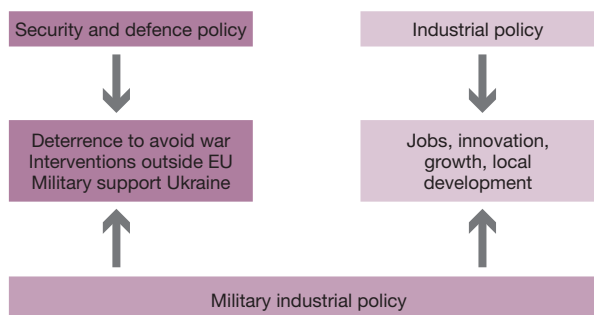 Security and defence policy
Industrial policy
Deterrence to avoid war
Interventions outside EU
Military support Ukraine
Jobs, innovation,
growth, local
development
Military industrial policy